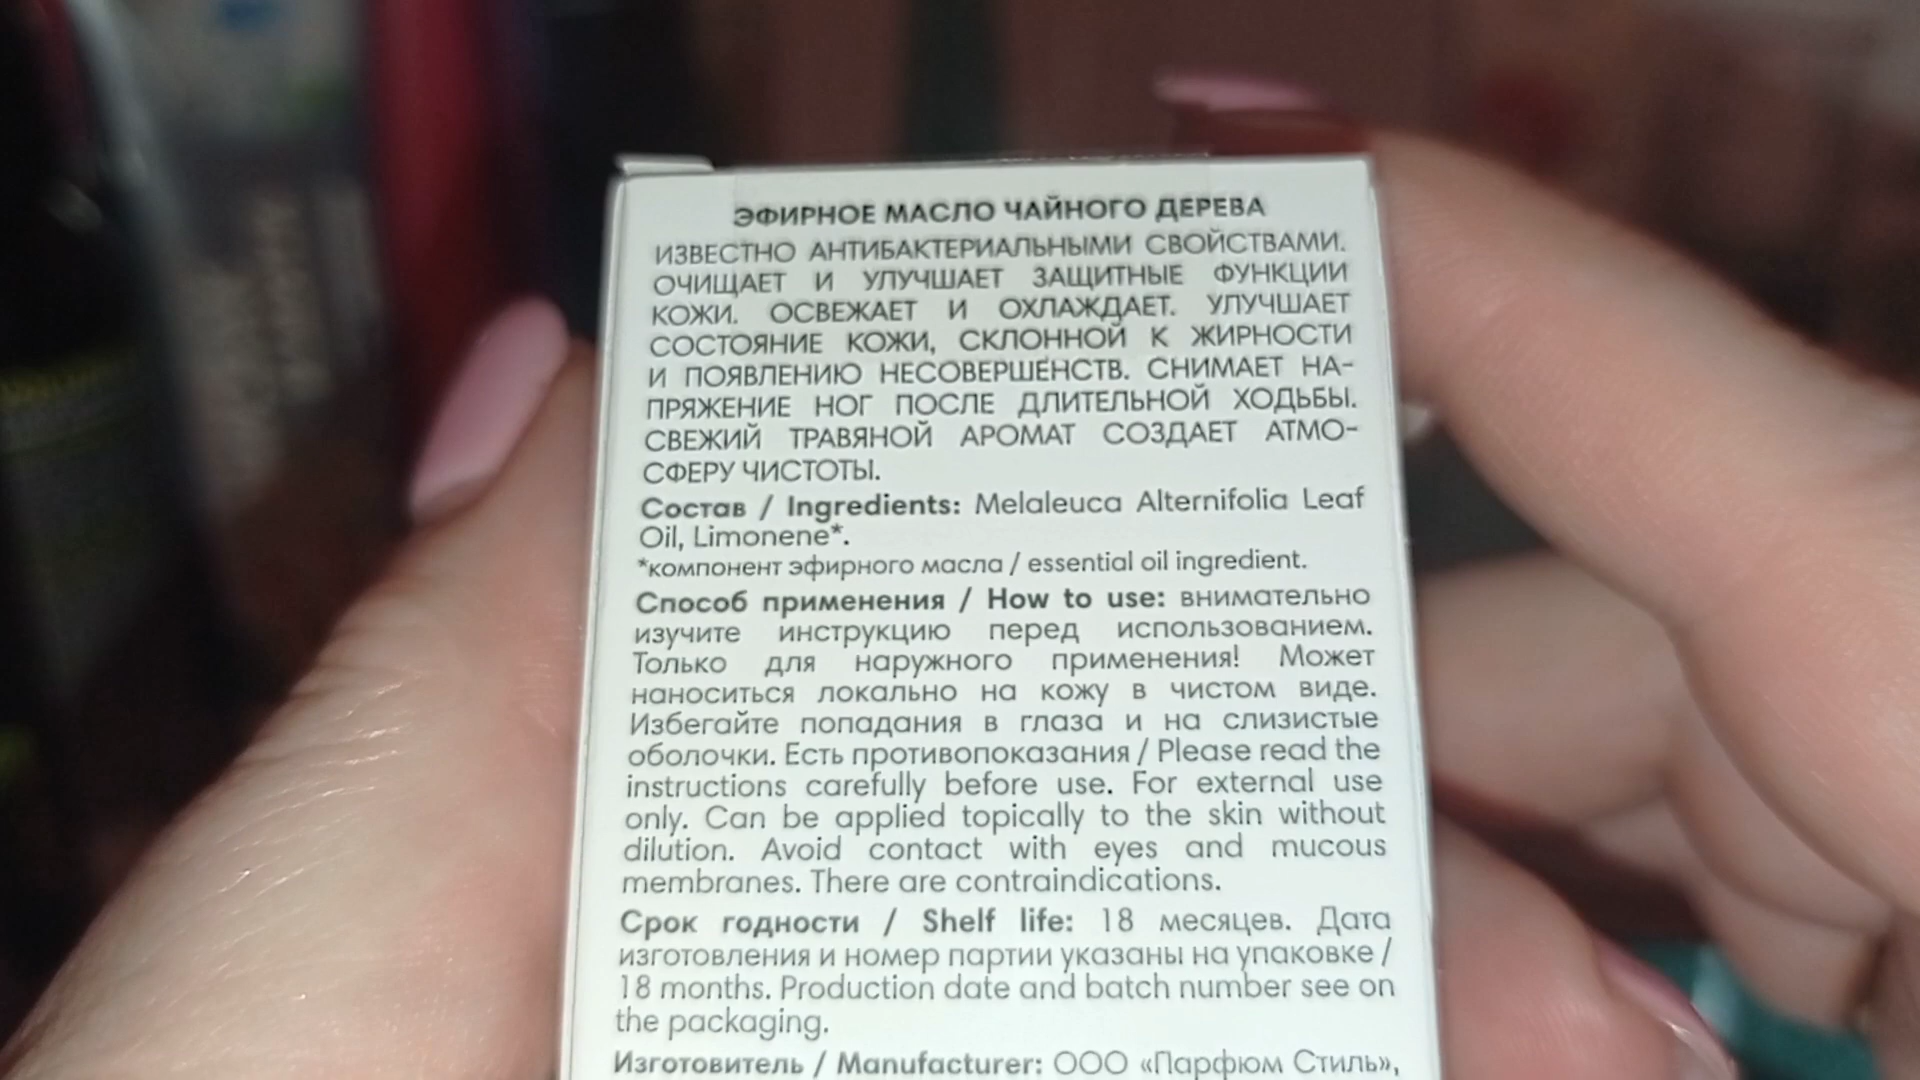 ЭФИРНОЕ МАСЛО ЧАЙНОГО ДЕРЕВА
ИЗВЕСТНО АНТИБАКТЕРИАЛЬНЫМИ СВОЙСТВАМИ.
ОЧИЩАЕТ И УЛУЧШАЕТ ЗАЩИТНЫЕ ФУНКЦИИ
КОЖИ. ОСВЕЖАЕТ И ОХЛАЖДАЕТ. УЛУЧШАЕТ
СОСТОЯНИЕ КОЖИ, СКЛОННОЙ К ЖИРНОСТИ
И ПОЯВЛЕНИЮ НЕСОВЕРШЕНСТВ. СНИМАЕТ НА-
ПРЯЖЕНИЕ НОГ ПОСЛЕ ДЛИТЕЛЬНОЙ ХОДЬБЫ.
СВЕЖИЙ ТРАВЯНОЙ АРОМАТ СОЗДАЕТ АТМО-
СФЕРУ ЧИСТОТЫ.
Состав / Ingredients: Melaleuca Alternifolia Leaf
Oil, Limonene*.
*компонент эфирного масла / essential oil ingredient.
Способ применения / How to use: внимательно
изучите инструкцию перед использованием.
Только для наружного применения! Может
наноситься локально на кожу в чистом виде.
Избегайте попадания в глаза и на слизистые
оболочки. Есть противопоказания / Please read the
instructions carefully before use. For external use
only. Can be applied topically to the skin without
dilution. Avoid contact with eyes and mucous
membranes. There are contraindications.
Срок годности / Shelf life: 18 месяцев. Дата
изготовления и номер партии указаны на упаковке /
18 months. Production date and batch number see on
the packaging.
Изготовитель / Manufacturer: ООО «Парфюм Стиль»,